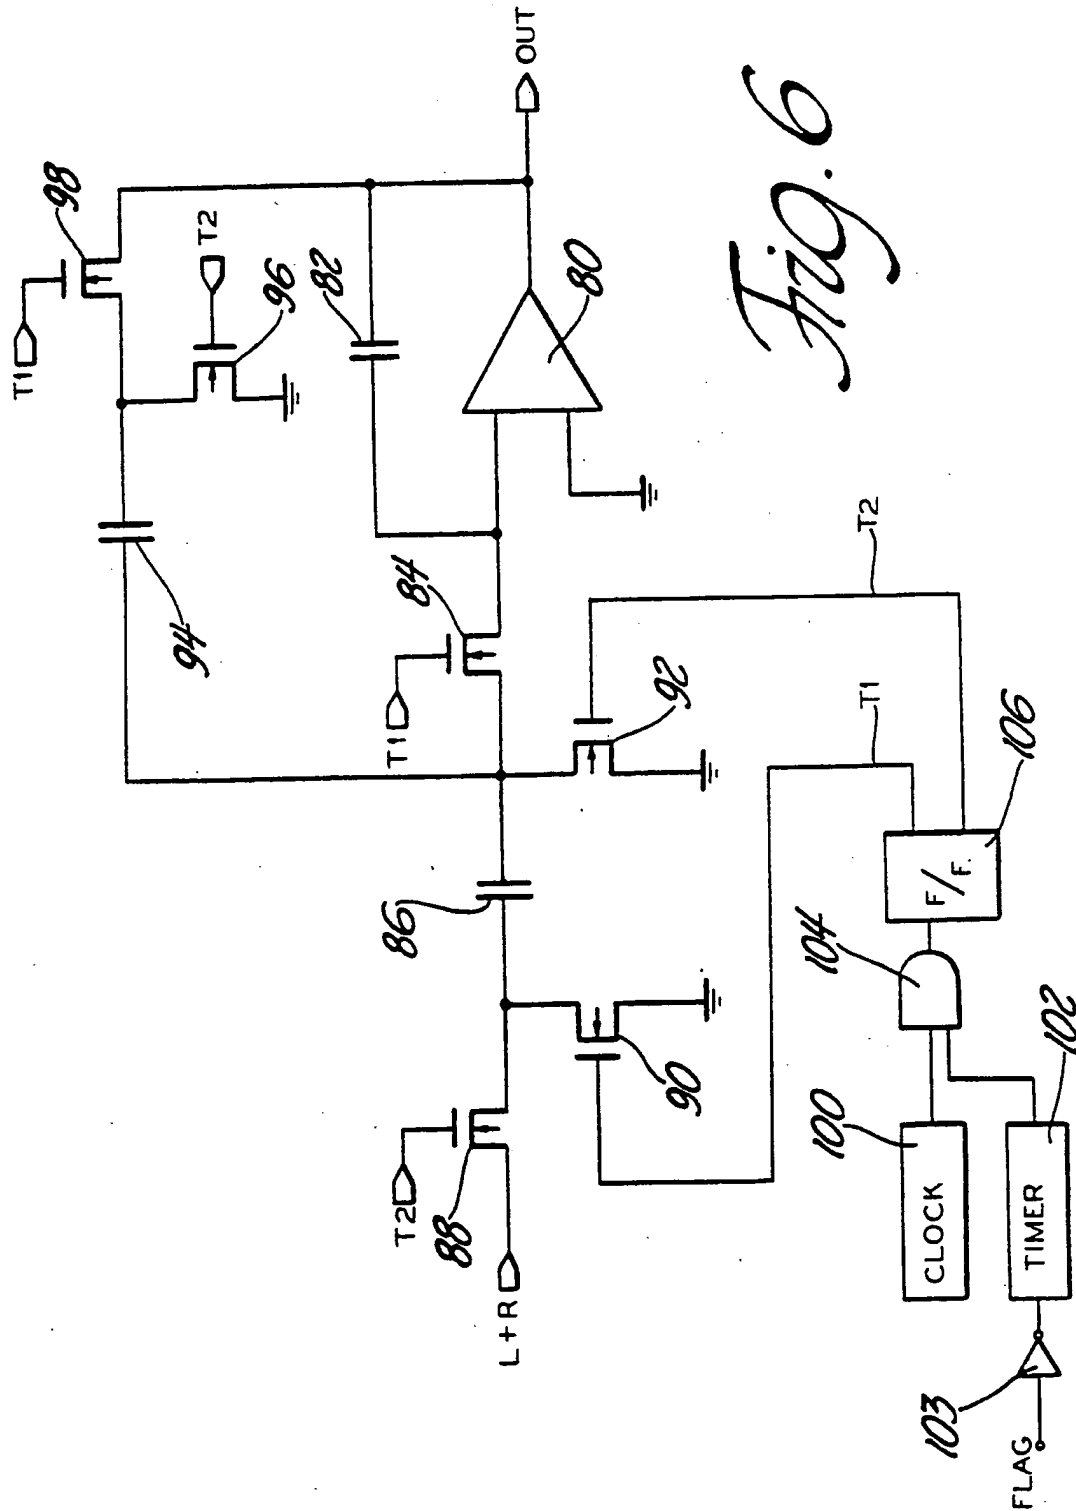 T1
98
T2
96
82
94
OUT
80
T1
84
92
86
T2
88
90
L+R
T2
T1
106
F/F.
104
100
CLOCK
102
TIMER
103
FLAG
Fig. 6